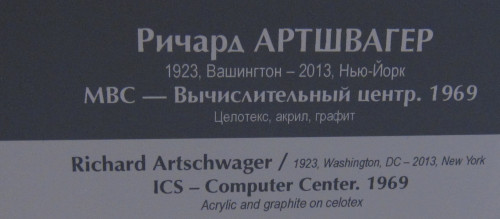 Ричард АРТШВАГЕР
1923, Вашингтон – 2013, Нью-Йорк
МВС — Вычислительный центр. 1969
Целотекс, акрил, графит
Richard Artschwager / 1923, Washington, DC – 2013, New York
ICS – Computer Center. 1969
Acrylic and graphite on celotex